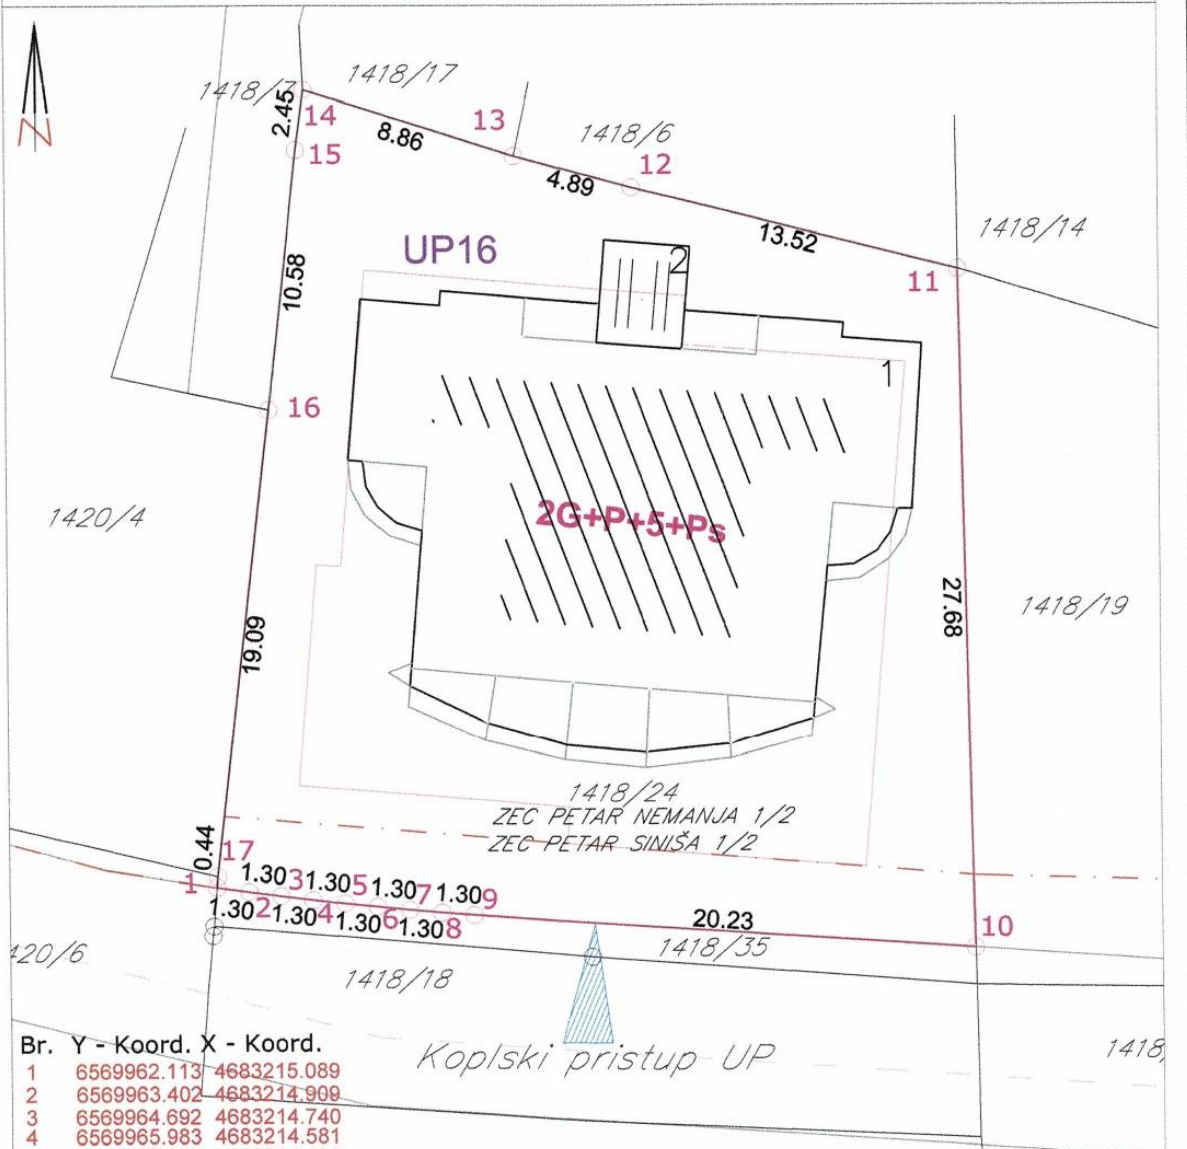 1418/7
1418/17
2.45
14
8.86
13
1418/6
15
4.89
12
13.52
1418/14
UP16
2
11
10.58
1
16
1420/4
2G+P+5+Ps
27.68
1418/19
19.09
1418/24
ZEC PETAR NEMANJA 1/2
ZEC PETAR SINIŠA 1/2
0.44
17
1 1.30 3 1.30 5 1.30 7 1.30 9
1.30 2 1.30 4 1.30 6 1.30 8
20.23
10
1418/35
420/6
1418/18
Koplski pristup UP
1418/
Br. Y - Koord. X - Koord.
1 6569962.113 4683215.089
2 6569963.402 4683214.909
3 6569964.692 4683214.740
4 6569965.983 4683214.581